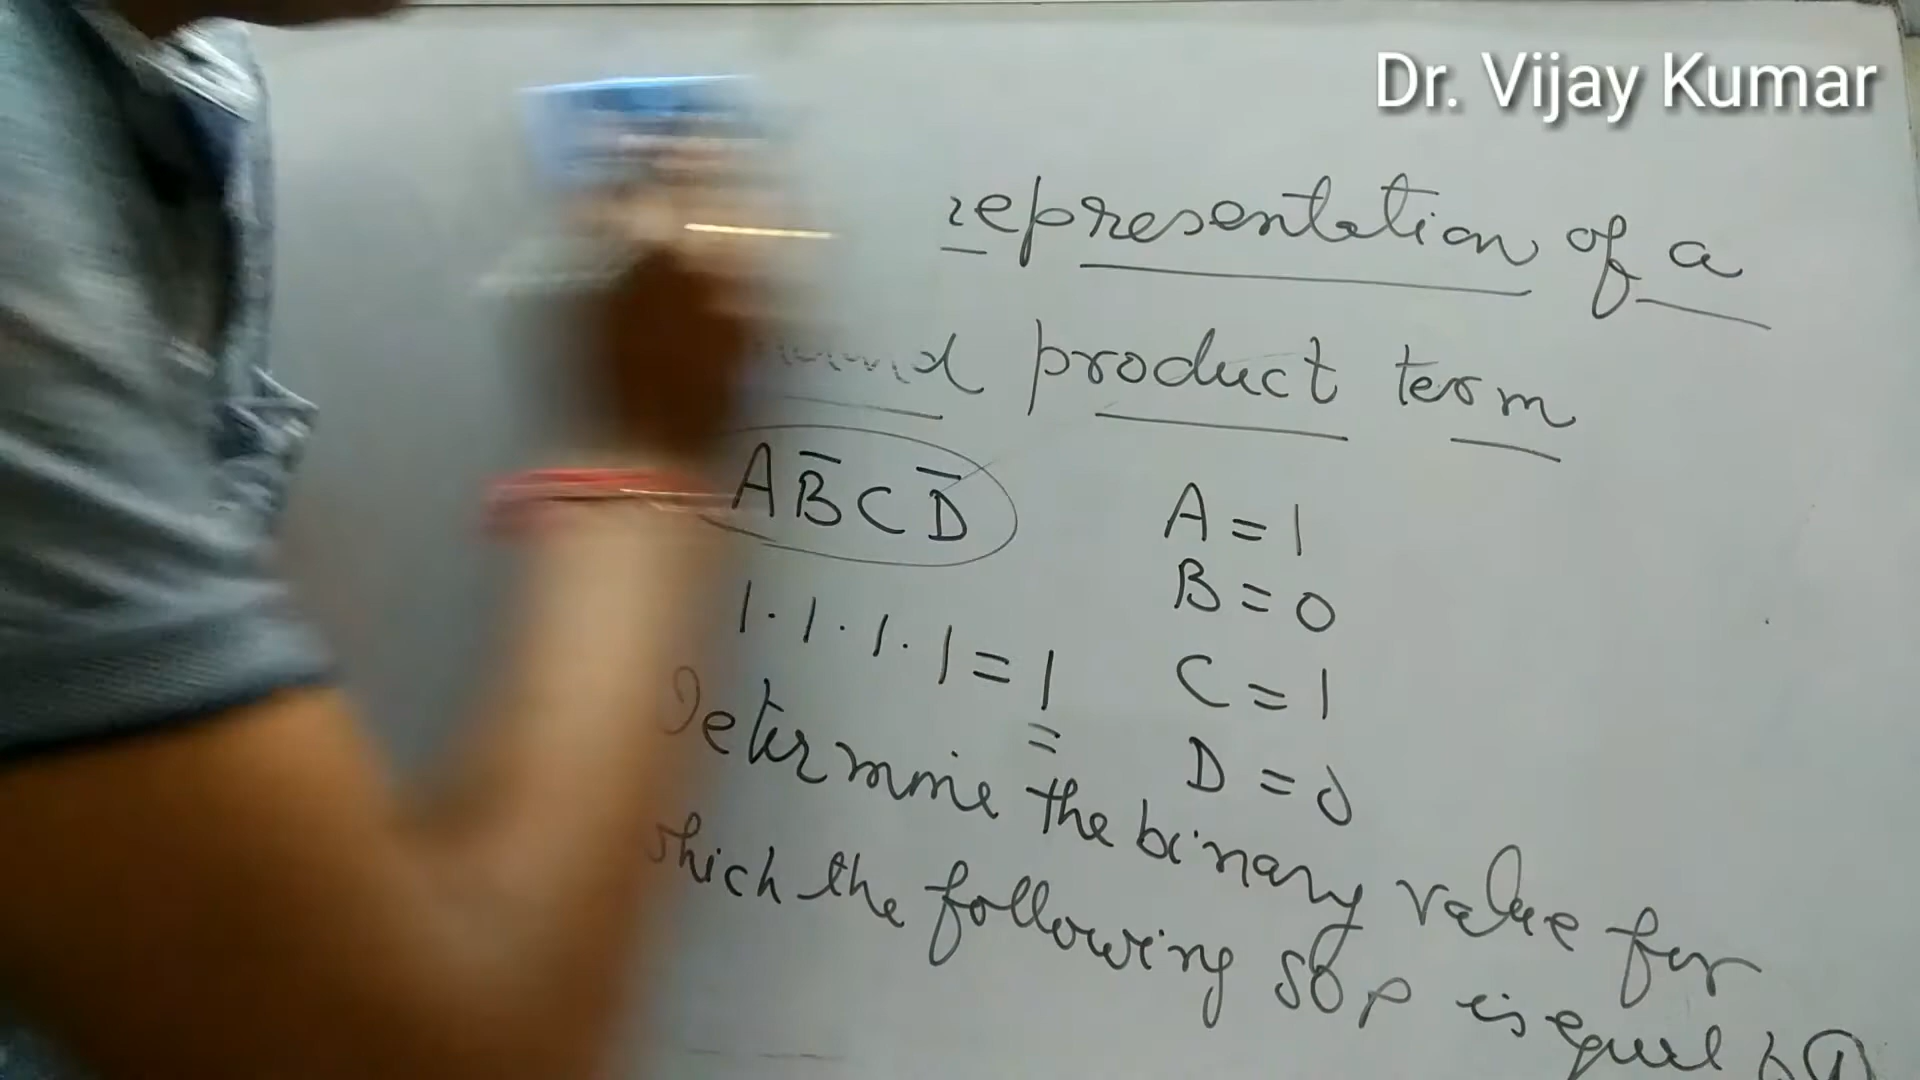 Dr. Vijay Kumar
representation of a
product term
AB̅CD̅
A = 1
B = 0
1 · 1 · 1 · 1 = 1
C = 1
D = 0
Determine the binary value for
which the following SOP is equal to 1